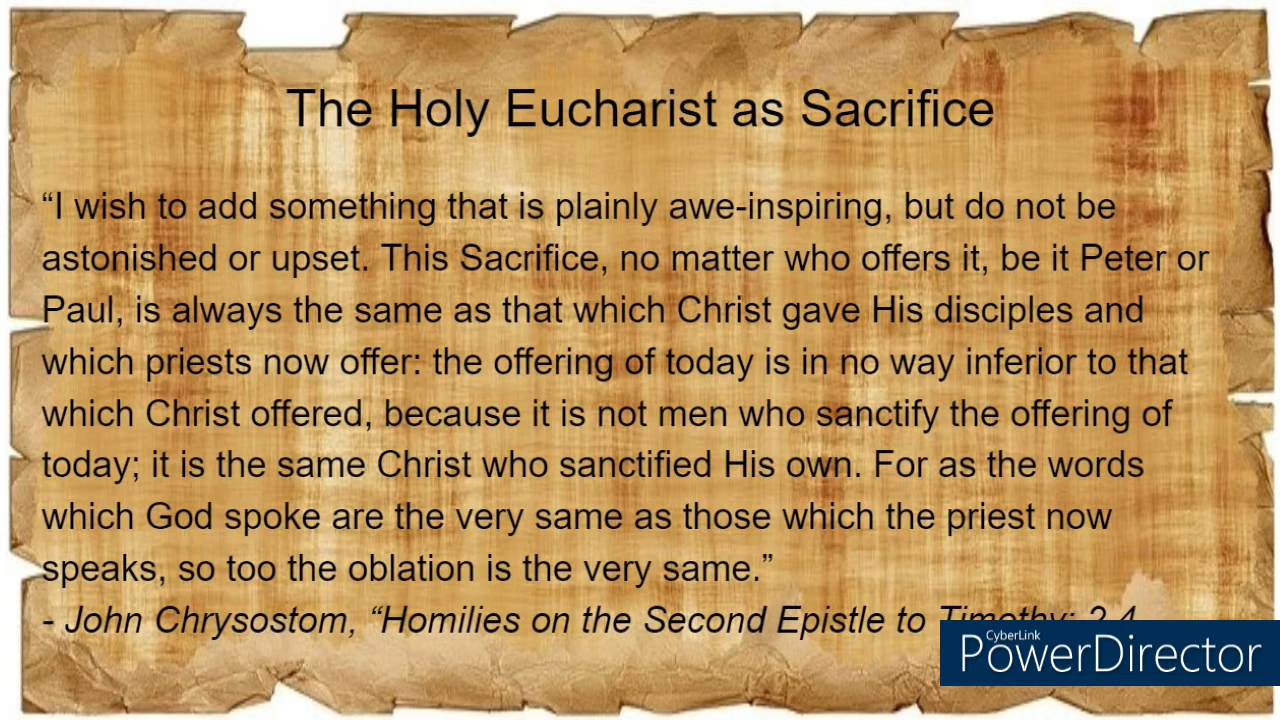 The Holy Eucharist as Sacrifice
“I wish to add something that is plainly awe-inspiring, but do not be
astonished or upset. This Sacrifice, no matter who offers it, be it Peter or
Paul, is always the same as that which Christ gave His disciples and
which priests now offer: the offering of today is in no way inferior to that
which Christ offered, because it is not men who sanctify the offering of
today; it is the same Christ who sanctified His own. For as the words
which God spoke are the very same as those which the priest now
speaks, so too the oblation is the very same.”
- John Chrysostom, “Homilies on the Second Epistle to Timothy: 2,4
CyberLink
PowerDirector